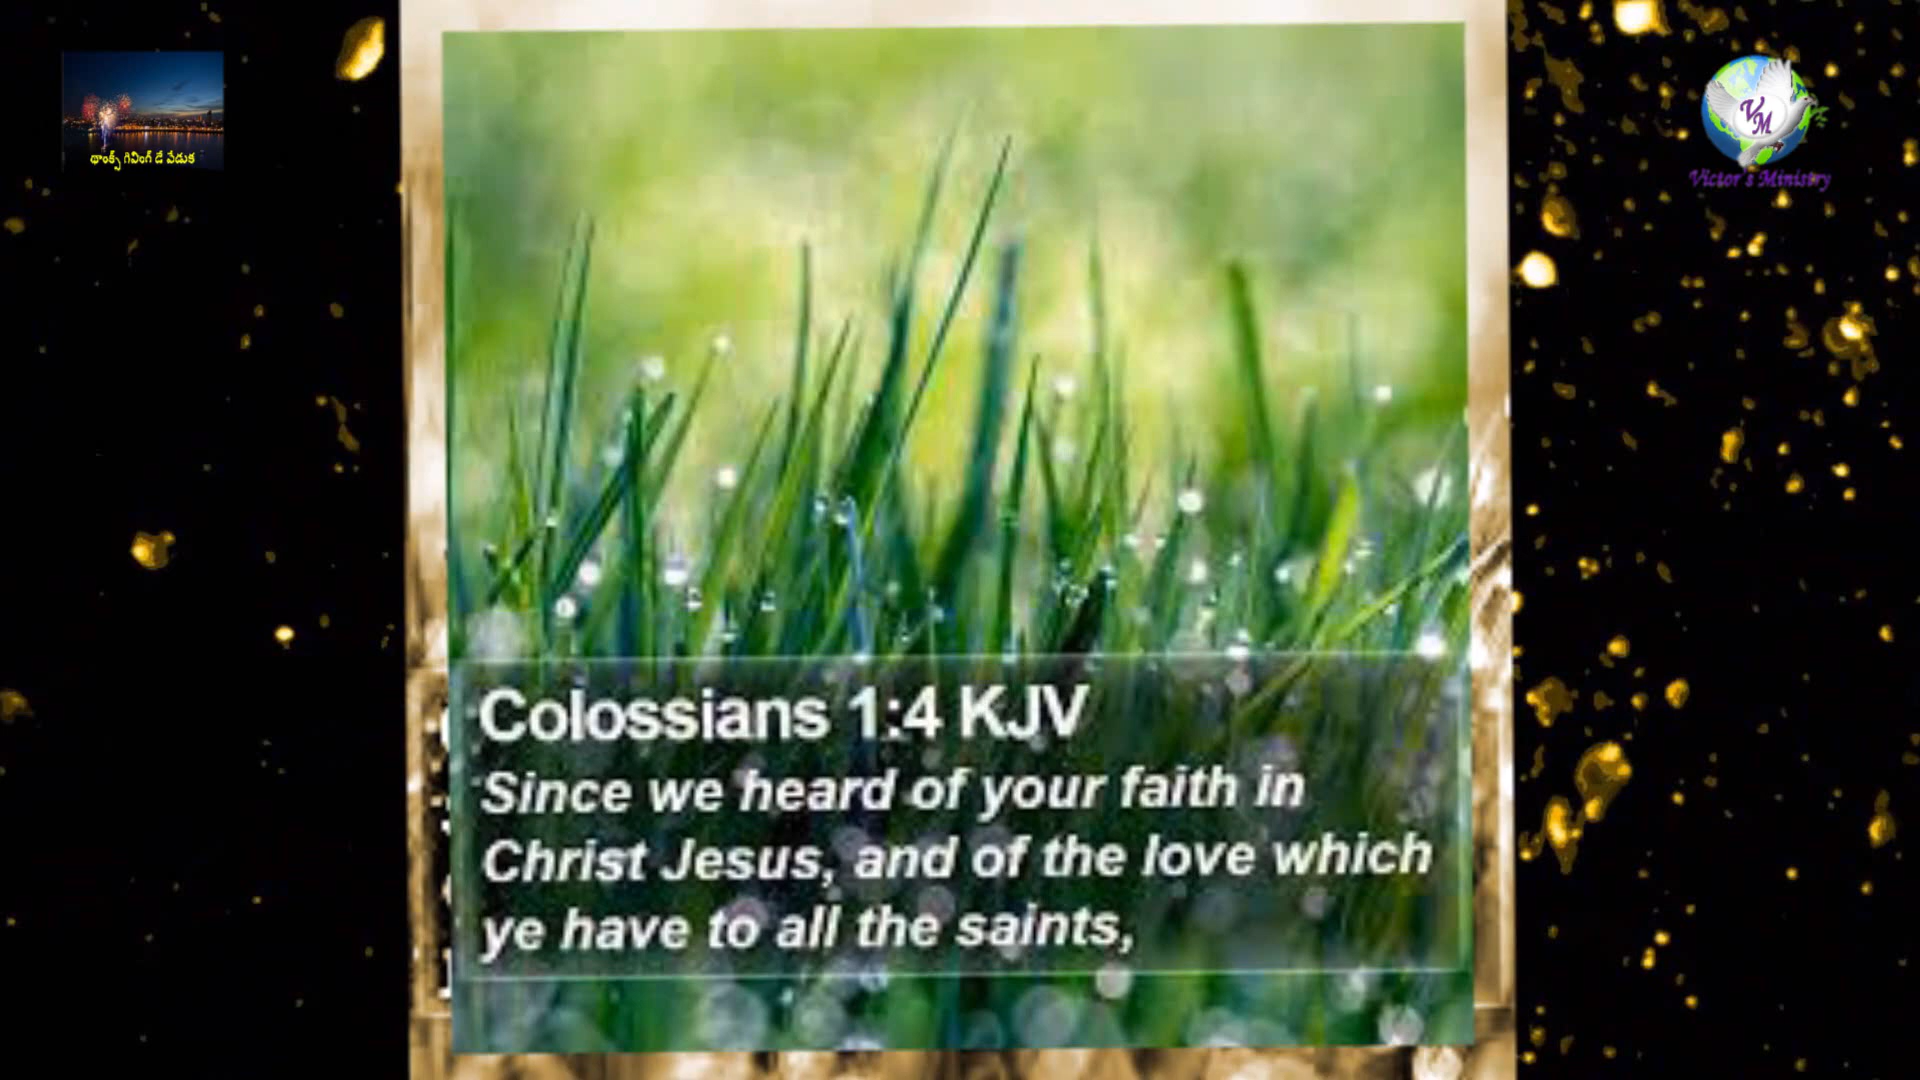 థాంక్స్ గివింగ్ డే వేడుక
VM
Victor's Ministry
Colossians 1:4 KJV
Since we heard of your faith in
Christ Jesus, and of the love which
ye have to all the saints,